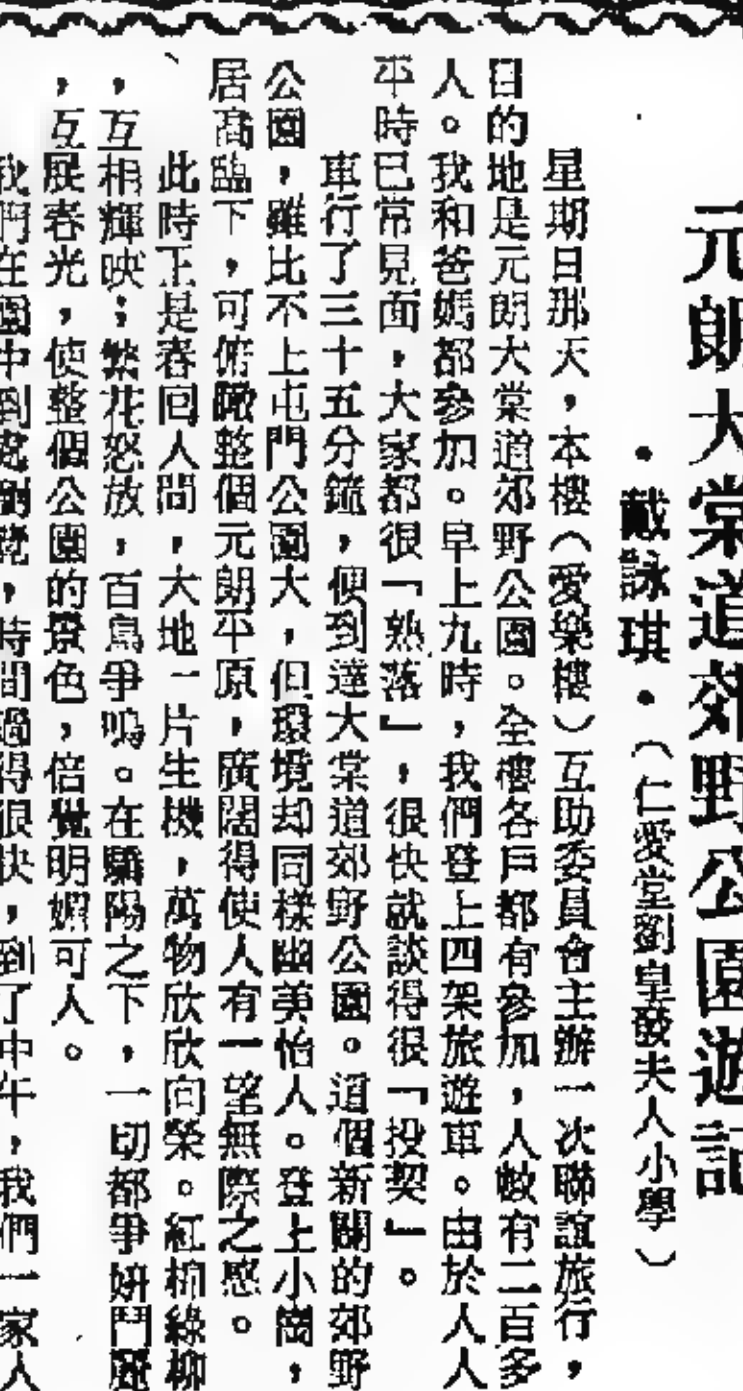 元朗大棠道郊野公園遊記
•戴詠琪•（仁愛堂劉皇發夫人小學）
星期日那天，本樓（愛樂樓）互助委員會主辦一次聯誼旅行，
目的地是元朗大棠道郊野公園。全樓各戶都有參加，人數有二百多
人。我和爸媽都參加。早上九時，我們登上四架旅遊車。由於人人
平時已常見面，大家都很「熟落」，很快就談得很「投契」。
車行了三十五分鐘，便到達大棠道郊野公園。這個新開的郊野
公園，雖比不上屯門公園大，但環境却同樣幽美怡人。登上小崗，
居高臨下，可俯瞰整個元朗平原，廣闊得使人有一望無際之感。
此時正是春回人間，大地一片生機，萬物欣欣向榮。紅棉綠柳
，互相輝映；繁花怒放，百鳥爭鳴。在驕陽之下，一切都爭妍鬥麗
，互展春光，使整個公園的景色，倍覺明媚可人。
我們在園中到處瀏覽，時間過得很快，到了中午，我們一家人